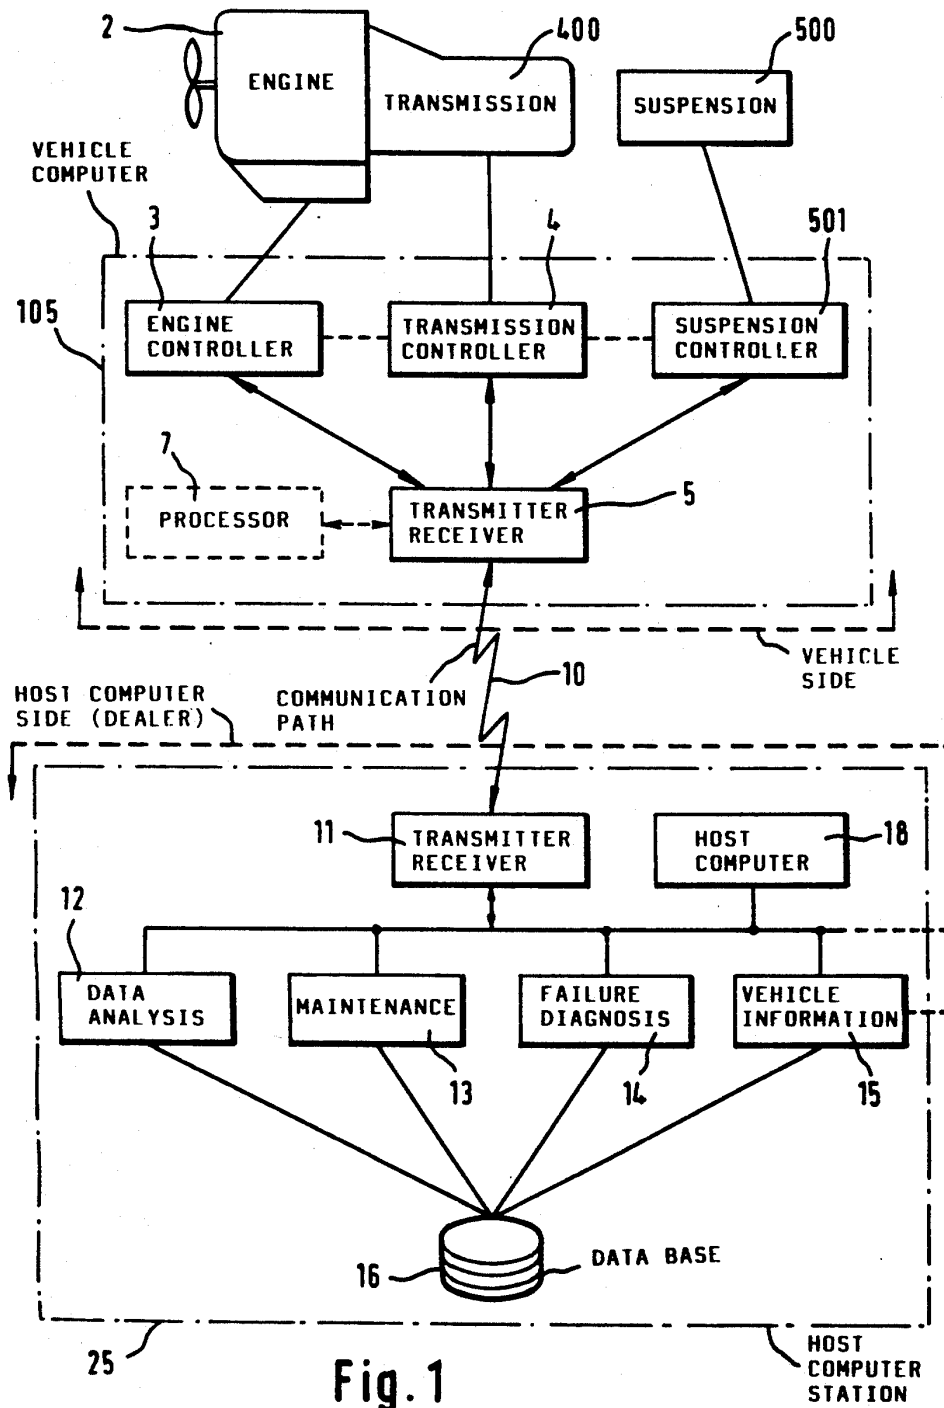 2
400
500
ENGINE
TRANSMISSION
SUSPENSION
VEHICLE
COMPUTER
3
4
501
105
ENGINE
CONTROLLER
TRANSMISSION
CONTROLLER
SUSPENSION
CONTROLLER
7
PROCESSOR
TRANSMITTER
RECEIVER
5
VEHICLE
SIDE
10
COMMUNICATION
PATH
HOST COMPUTER
SIDE (DEALER)
11
TRANSMITTER
RECEIVER
HOST
COMPUTER
18
12
DATA
ANALYSIS
MAINTENANCE
FAILURE
DIAGNOSIS
VEHICLE
INFORMATION
13
14
15
16
DATA BASE
25
HOST
COMPUTER
STATION
Fig. 1